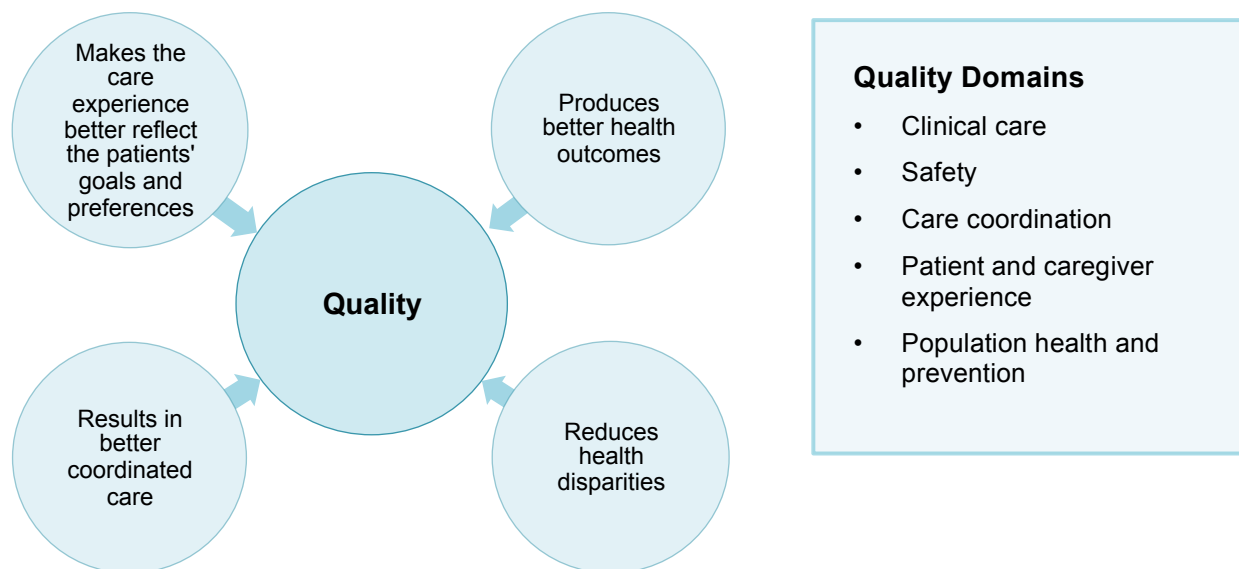 Makes the
care
experience
better reflect
the patients'
goals and
preferences
Produces
better health
outcomes
Quality
Results in
better
coordinated
care
Reduces
health
disparities
Quality Domains
• Clinical care
• Safety
• Care coordination
• Patient and caregiver
experience
• Population health and
prevention